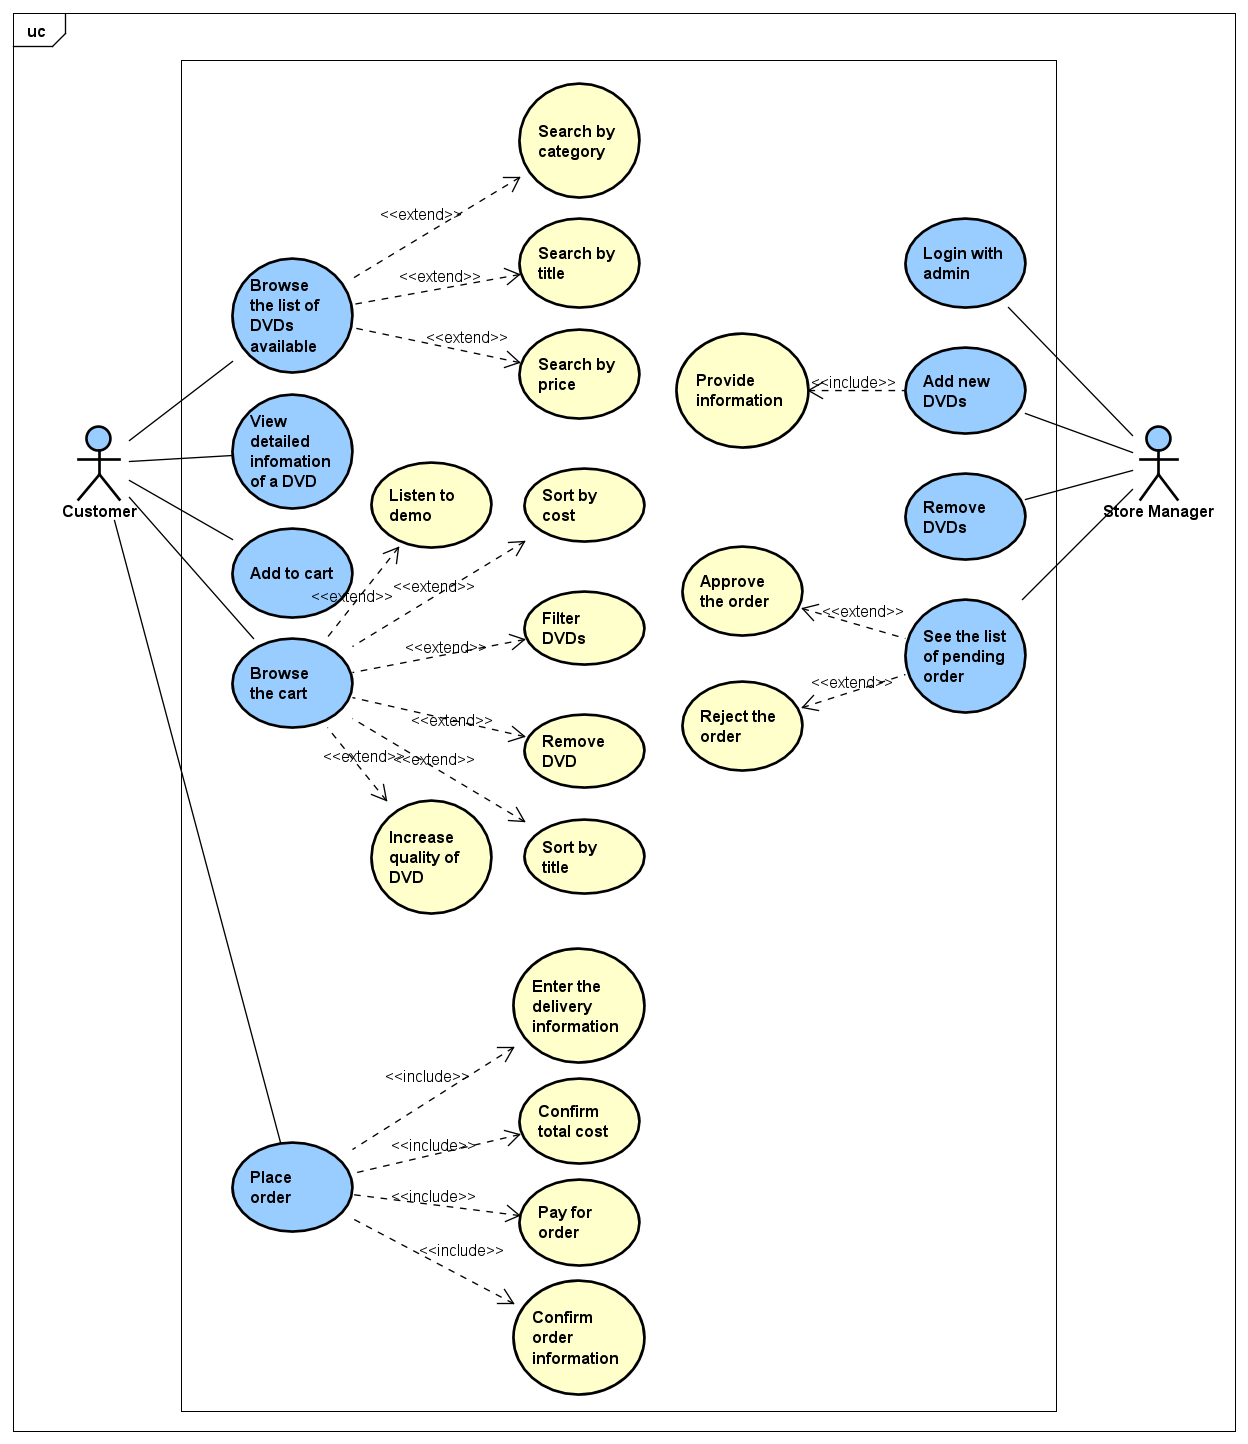 uc
Search by
category
<<extend>>
Search by
title
<<extend>>
Search by
price
<<extend>>
Browse
the list of
DVDs
available
View
detailed
infomation
of a DVD
Customer
Add to cart
Browse
the cart
Listen to
demo
<<extend>>
Sort by
cost
<<extend>>
Filter
DVDs
<<extend>>
Remove
DVD
<<extend>>
Sort by
title
<<extend>>
Increase
quality of
DVD
<<extend>>
Enter the
delivery
information
<<include>>
Confirm
total cost
<<include>>
Place
order
Pay for
order
<<include>>
Confirm
order
information
<<include>>
Login with
admin
Provide
information
<<include>>
Add new
DVDs
Remove
DVDs
Store Manager
Approve
the order
<<extend>>
See the list
of pending
order
Reject the
order
<<extend>>